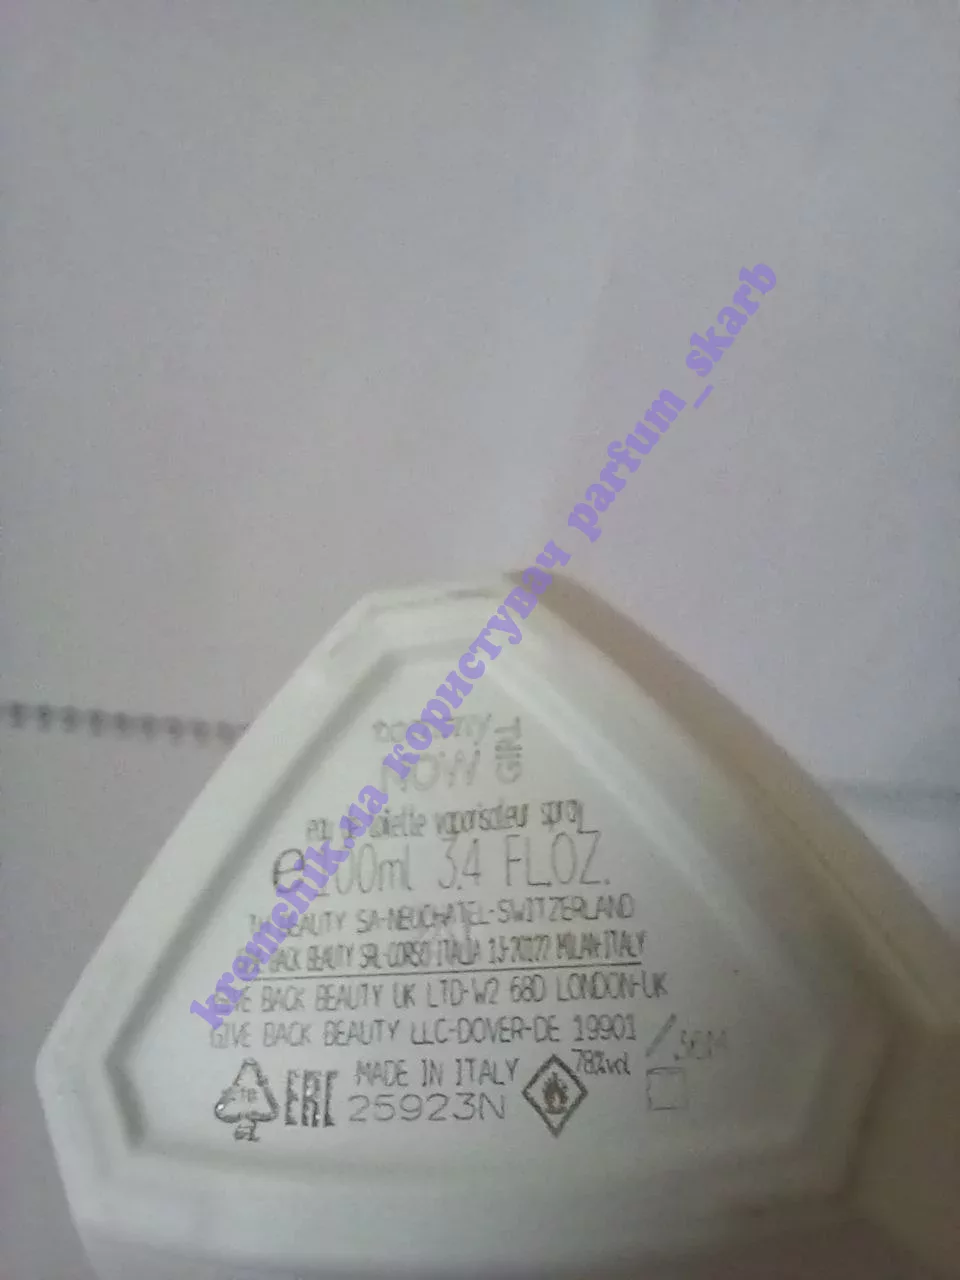 kremchik.ua користувач parfum_skarb
NOW
eau de toilette vaporisateur spray
e 100ml 3.4 FL.OZ.
BEAUTY SA-NEUCHATEL-SWITZERLAND
BACK BEAUTY SRL-CORSO ITALIA 13-20122 MILAN-ITALY
GIVE BACK BEAUTY UK LTD-W2 6BD LONDON-UK
GIVE BACK BEAUTY LLC-DOVER-DE 19901
MADE IN ITALY 78%vol
EAC 25923N